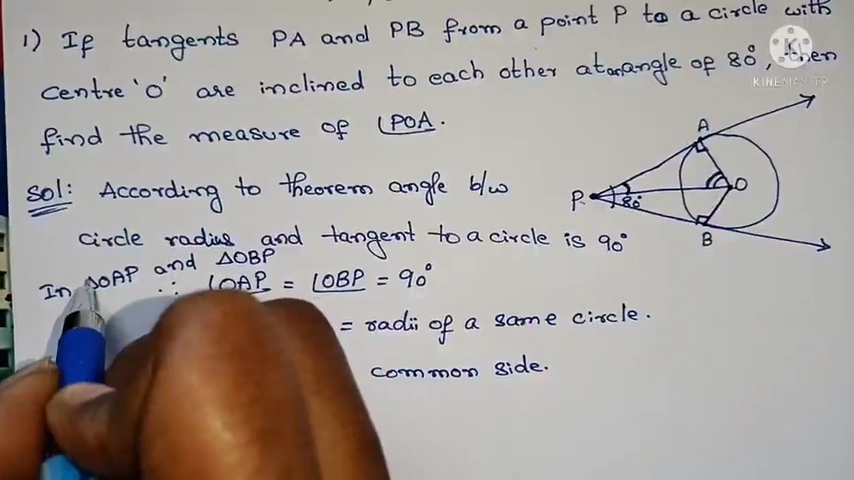 1) If tangents PA and PB from a point P to a circle with
centre 'O' are inclined to each other at an angle of 80°, then
find the measure of ∠POA.
Sol: According to theorem angle b/w
circle radius and tangent to a circle is 90°
In ΔOAP and ΔOBP
∴ ∠OAP = ∠OBP = 90°
= radii of a same circle.
common side.
A
P
80°
O
B
K
KINEMASTER